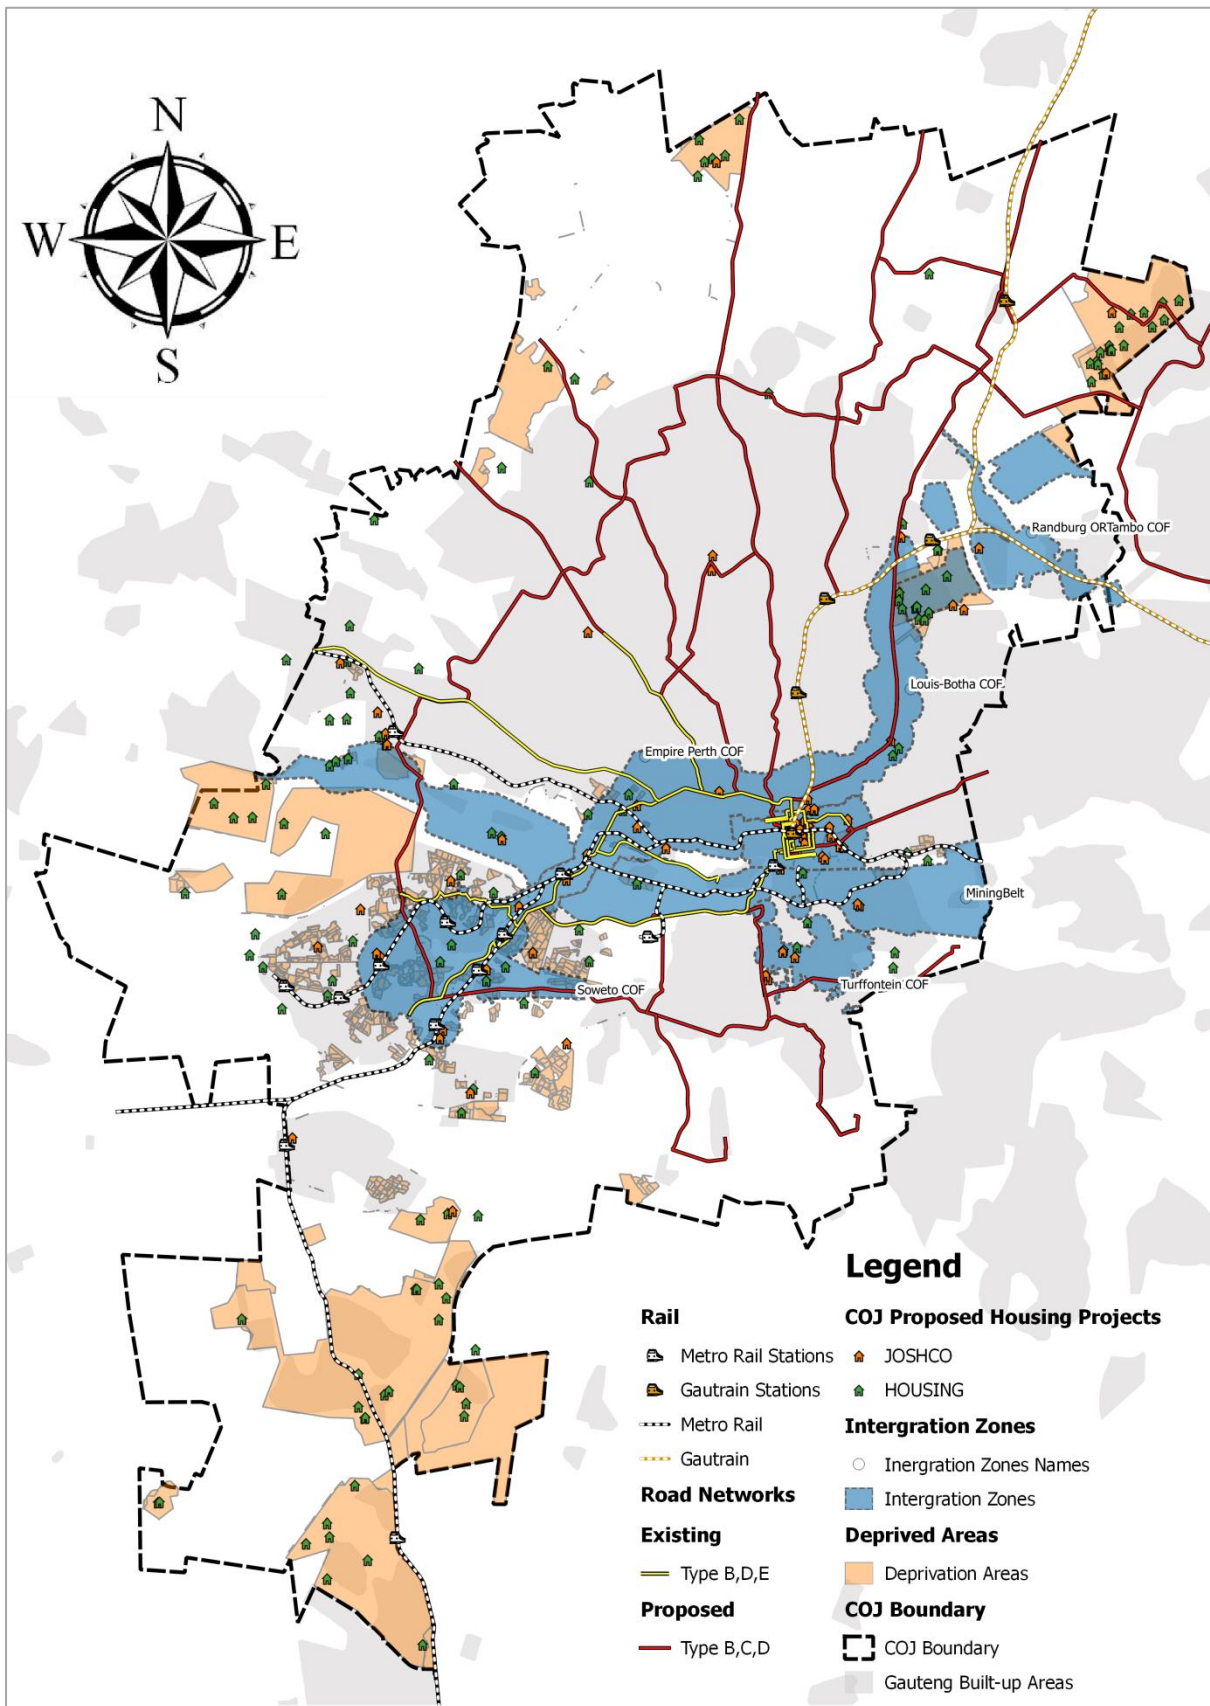 N
W
E
S
Randburg ORTambo COF
Louis-Botha COF
Empire Perth COF
MiningBelt
Turffontein COF
Soweto COF
Legend
Rail
Metro Rail Stations
Gautrain Stations
Metro Rail
Gautrain
Road Networks
Existing
Type B,D,E
Proposed
Type B,C,D
COJ Proposed Housing Projects
JOSHCO
HOUSING
Intergration Zones
Inergration Zones Names
Intergration Zones
Deprived Areas
Deprivation Areas
COJ Boundary
COJ Boundary
Gauteng Built-up Areas